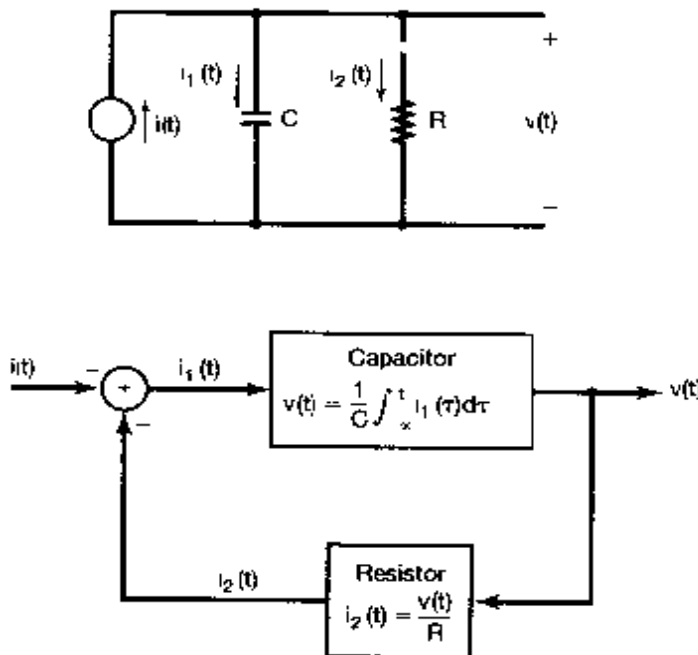 +
i₁(t)
i₂(t)
i(t)
C
R
v(t)
−
i(t)
−
+
−
i₁(t)
Capacitor
v(t) = 1/C ∫_∞^t i₁(τ)dτ
v(t)
i₂(t)
Resistor
i₂(t) = v(t)/R